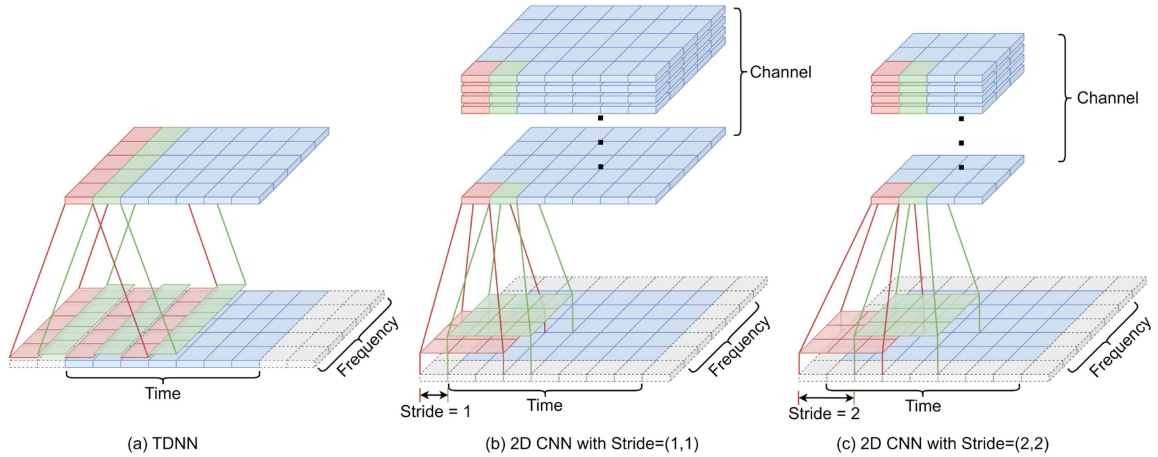 Channel
Channel
Frequency
Time
Frequency
Time
Stride = 1
Frequency
Time
Stride = 2
(a) TDNN
(b) 2D CNN with Stride=(1,1)
(c) 2D CNN with Stride=(2,2)